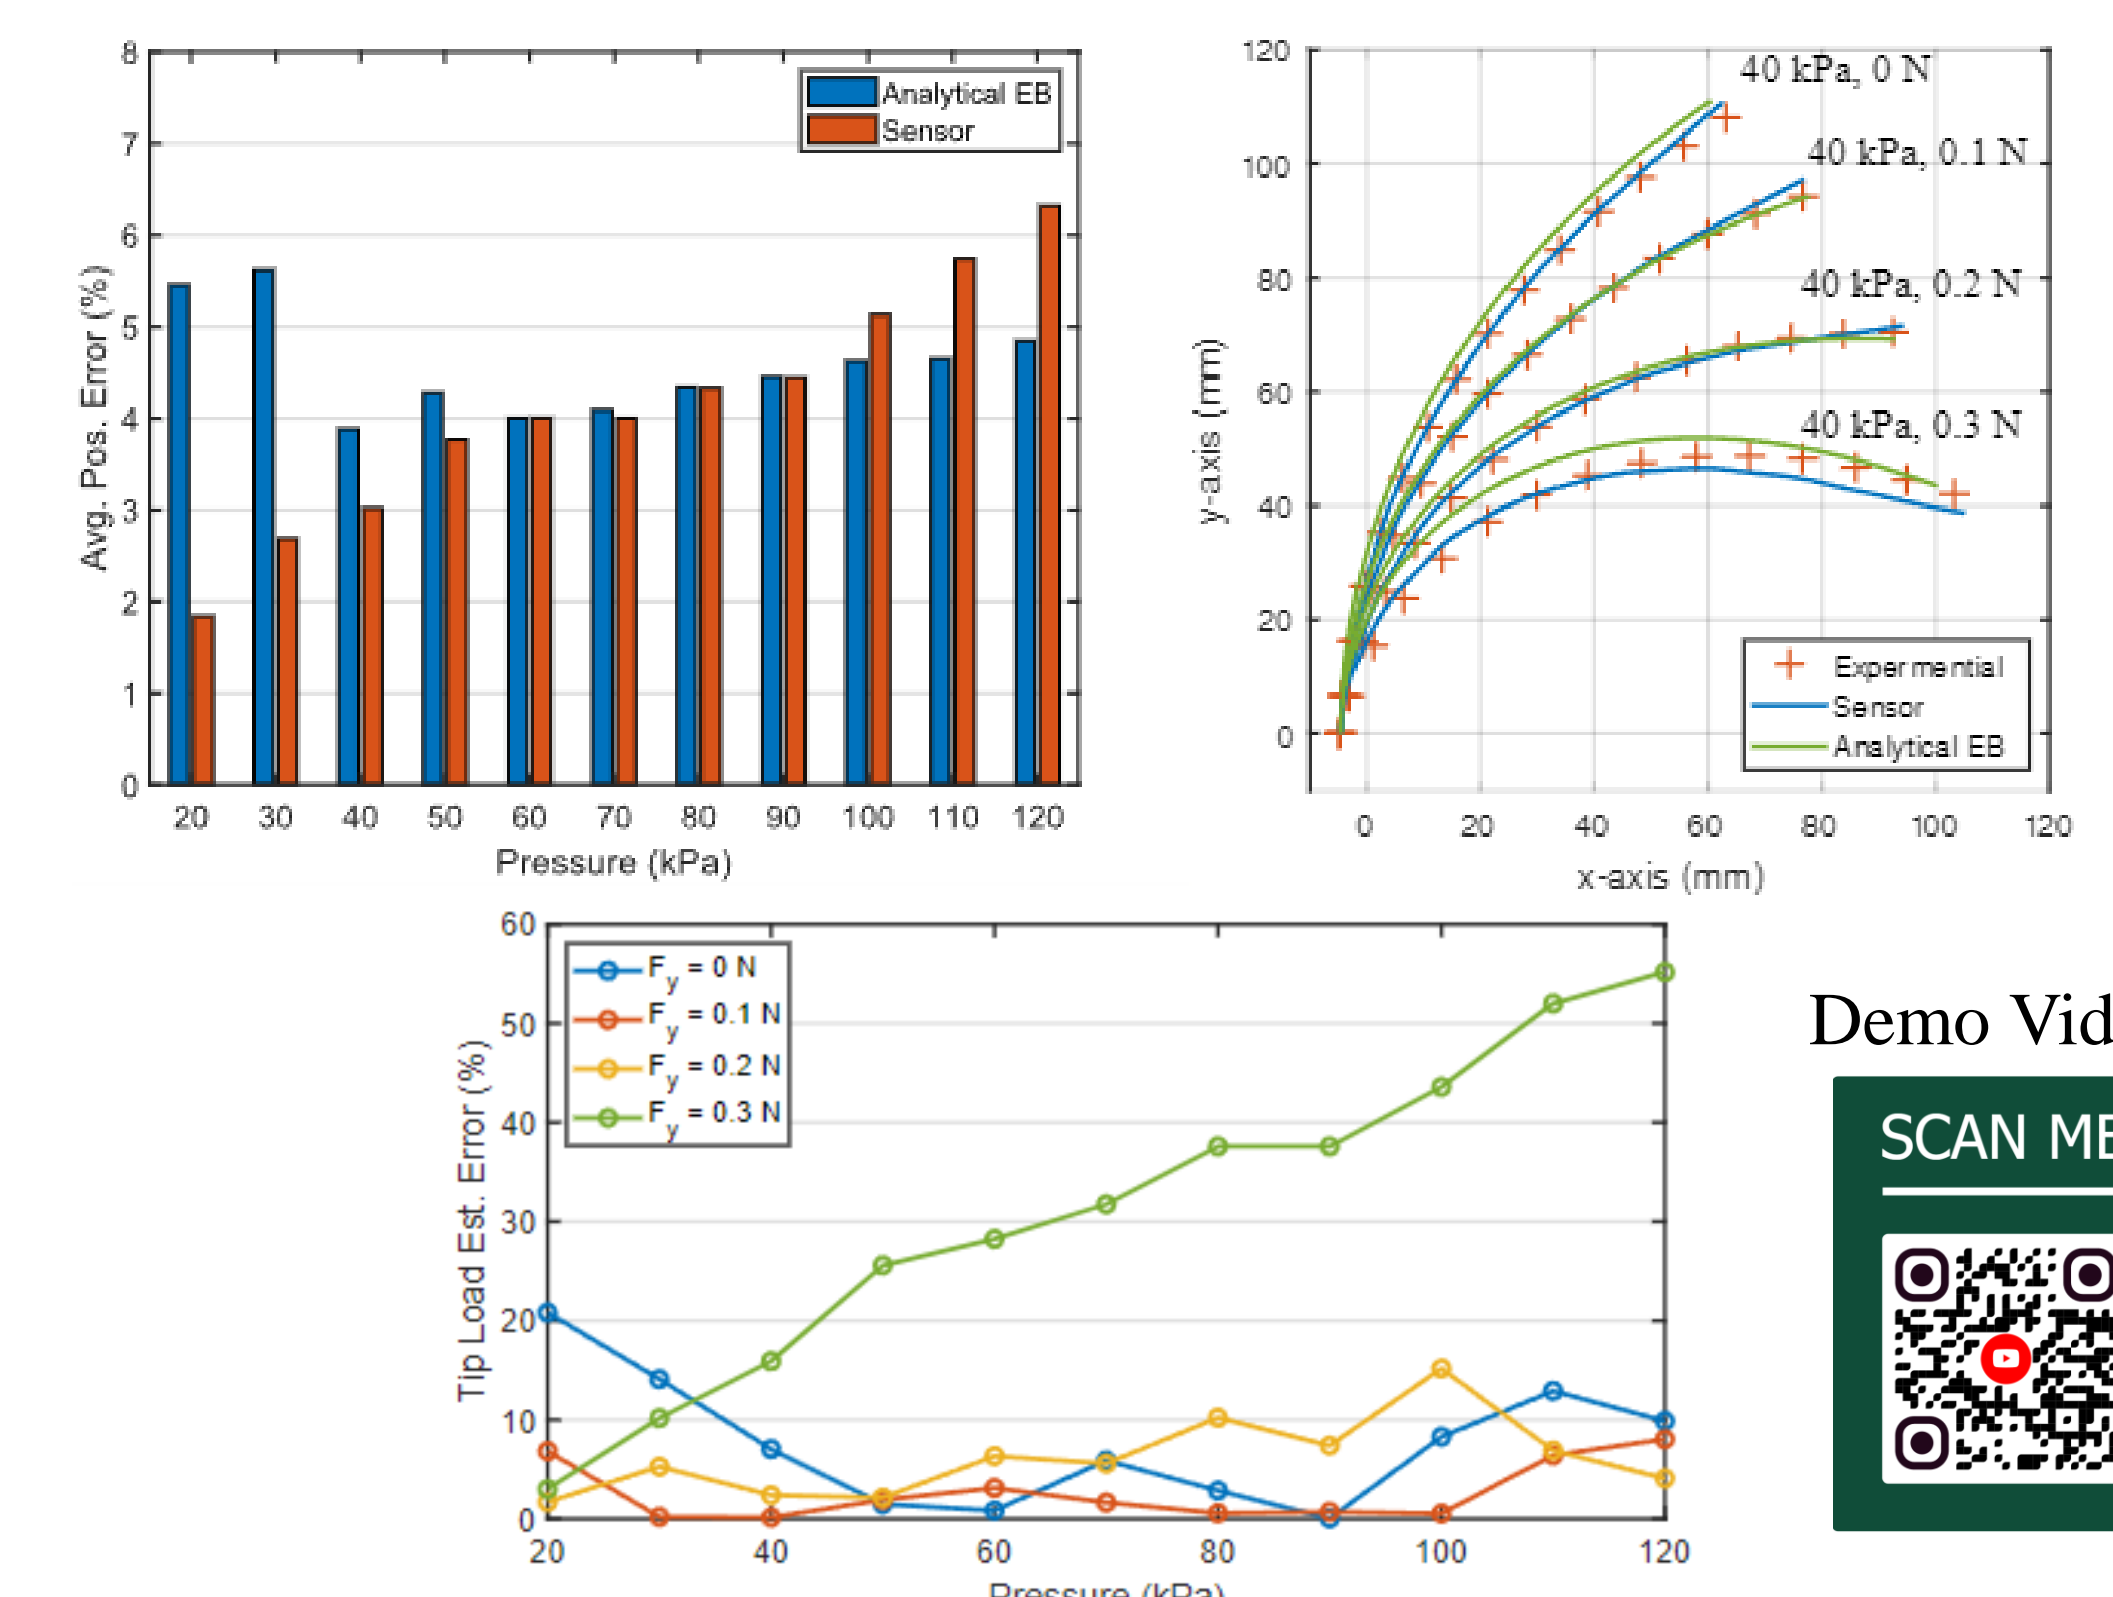 8
7
6
5
4
3
2
1
0
Avg. Pos. Error (%)
Analytical EB
Sensor
20 30 40 50 60 70 80 90 100 110 120
Pressure (kPa)
120
100
80
60
40
20
0
y-axis (mm)
40 kPa, 0 N
40 kPa, 0.1 N
40 kPa, 0.2 N
40 kPa, 0.3 N
Expermential
Sensor
Analytical EB
0 20 40 60 80 100 120
x-axis (mm)
60
50
40
30
20
10
0
Tip Load Est. Error (%)
Fy = 0 N
Fy = 0.1 N
Fy = 0.2 N
Fy = 0.3 N
20 40 60 80 100 120
Pressure (kPa)
Demo Vid
SCAN ME